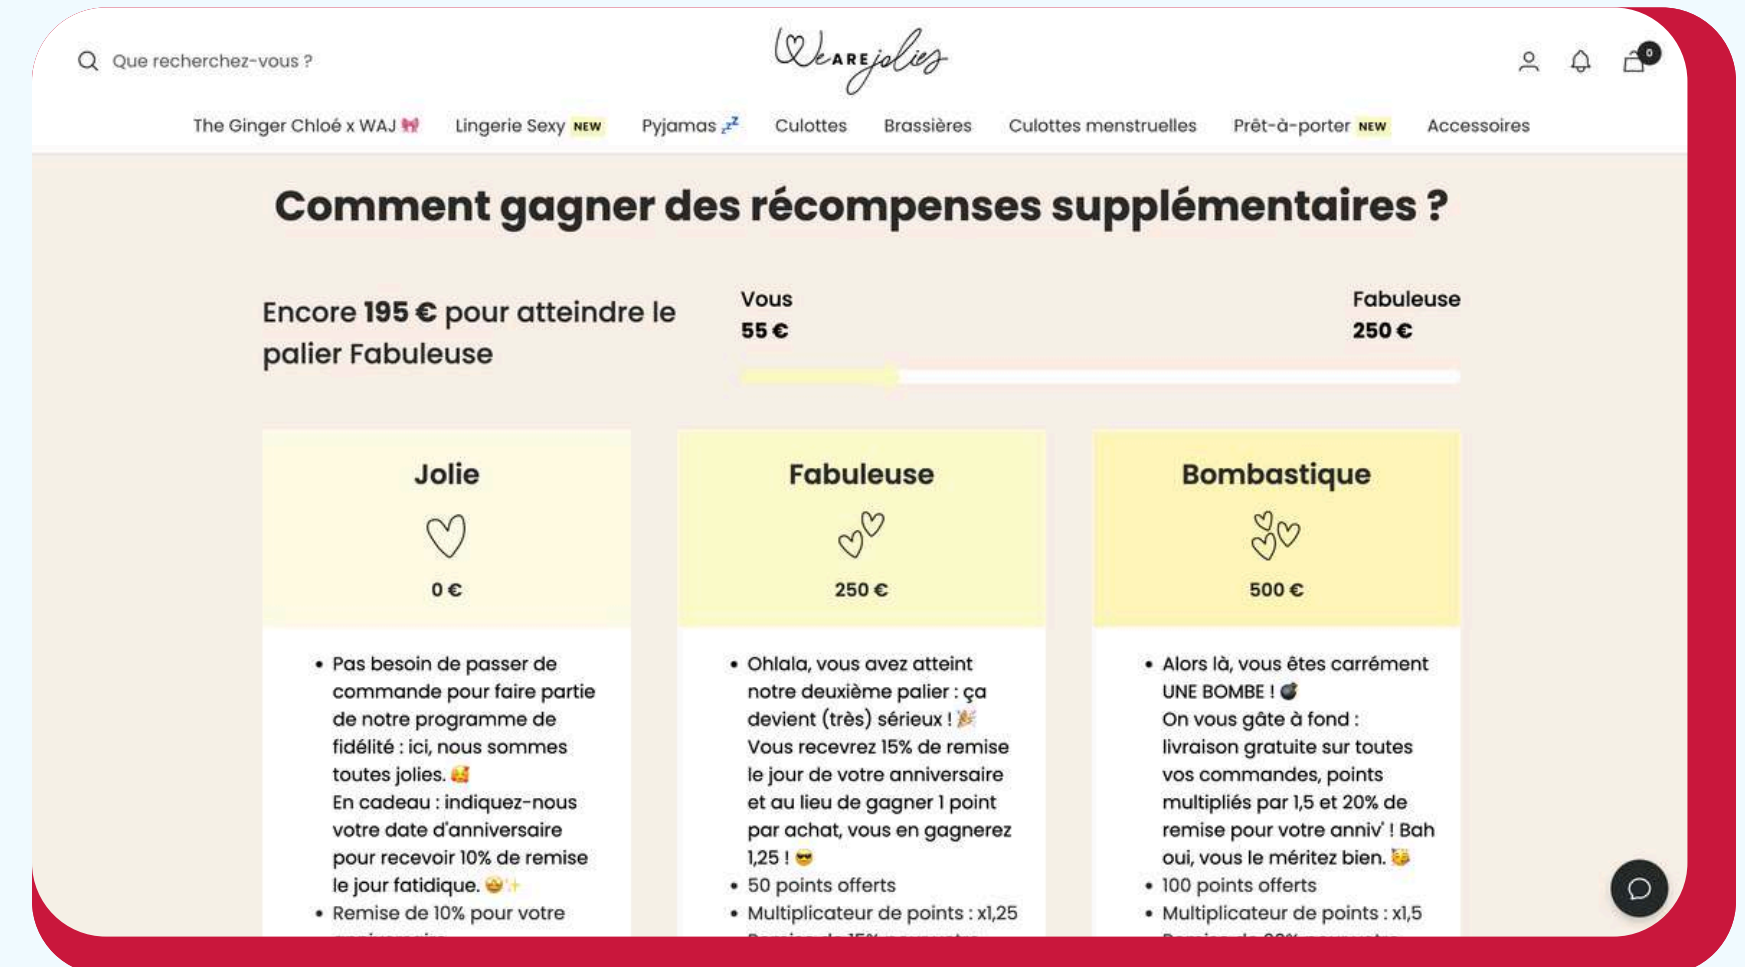 Que recherchez-vous ?
We ARE jolies
0
The Ginger Chloé x WAJ 🎀
Lingerie Sexy NEW
Pyjamas 💤
Culottes
Brassières
Culottes menstruelles
Prêt-à-porter NEW
Accessoires
Comment gagner des récompenses supplémentaires ?
Encore 195 € pour atteindre le
palier Fabuleuse
Vous
55 €
Fabuleuse
250 €
Jolie
0 €
Pas besoin de passer de
commande pour faire partie
de notre programme de
fidélité : ici, nous sommes
toutes jolies. 🥰
En cadeau : indiquez-nous
votre date d'anniversaire
pour recevoir 10% de remise
le jour fatidique. 🤩✨
Remise de 10% pour votre
Fabuleuse
250 €
Ohlala, vous avez atteint
notre deuxième palier : ça
devient (très) sérieux ! 🎉
Vous recevrez 15% de remise
le jour de votre anniversaire
et au lieu de gagner 1 point
par achat, vous en gagnerez
1,25 ! 😎
50 points offerts
Multiplicateur de points : x1,25
Bombastique
500 €
Alors là, vous êtes carrément
UNE BOMBE ! 💣
On vous gâte à fond :
livraison gratuite sur toutes
vos commandes, points
multipliés par 1,5 et 20% de
remise pour votre anniv' ! Bah
oui, vous le méritez bien. 🥳
100 points offerts
Multiplicateur de points : x1,5